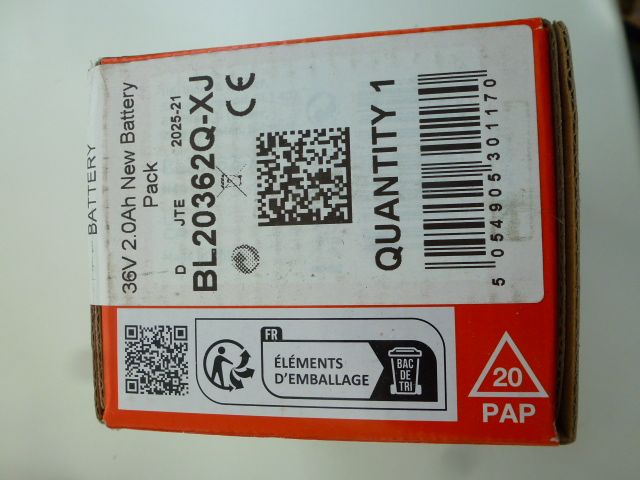 BATTERY
36V 2.0Ah New Battery
Pack
D JTE 2025-21
BL20362Q-XJ
CE
QUANTITY 1
5 054905 301170
FR
ÉLÉMENTS
D'EMBALLAGE
BAC
DE
TRI
20
PAP